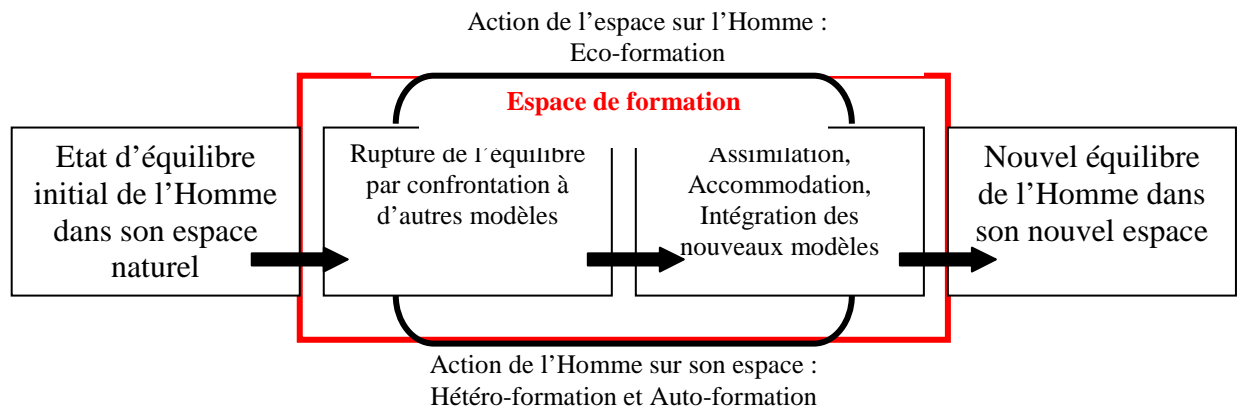 Action de l’espace sur l’Homme :
Eco-formation
Espace de formation
Etat d’équilibre
initial de l’Homme
dans son espace
naturel
Rupture de l’équilibre
par confrontation à
d’autres modèles
Assimilation,
Accommodation,
Intégration des
nouveaux modèles
Nouvel équilibre
de l’Homme dans
son nouvel espace
Action de l’Homme sur son espace :
Hétéro-formation et Auto-formation